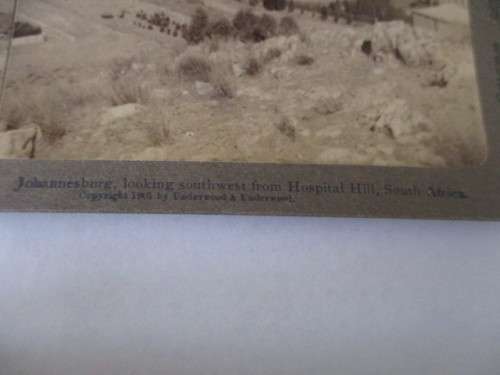 Johannesburg, looking southwest from Hospital Hill, South Africa.
Copyright by Underwood & Underwood.